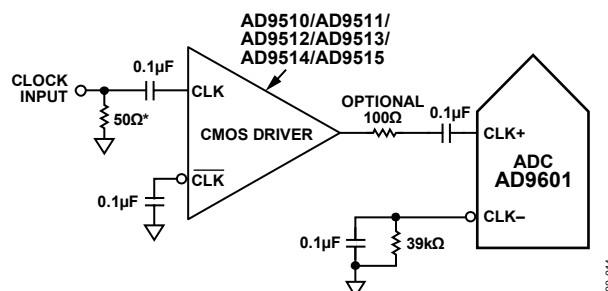 AD9510/AD9511/
AD9512/AD9513/
AD9514/AD9515
CLOCK
INPUT
0.1µF
CLK
50Ω*
CMOS DRIVER
CLK
0.1µF
OPTIONAL
100Ω
0.1µF
CLK+
ADC
AD9601
CLK–
0.1µF
39kΩ